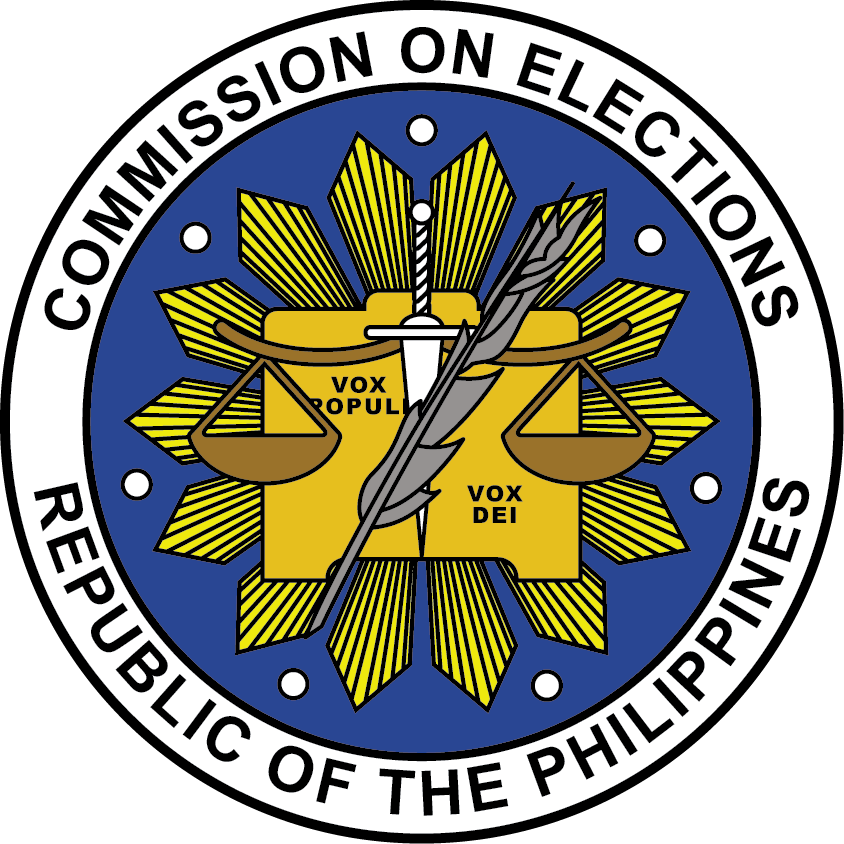 COMMISSION ON ELECTIONS
VOX
POPULI
VOX
DEI
REPUBLIC OF THE PHILIPPINES